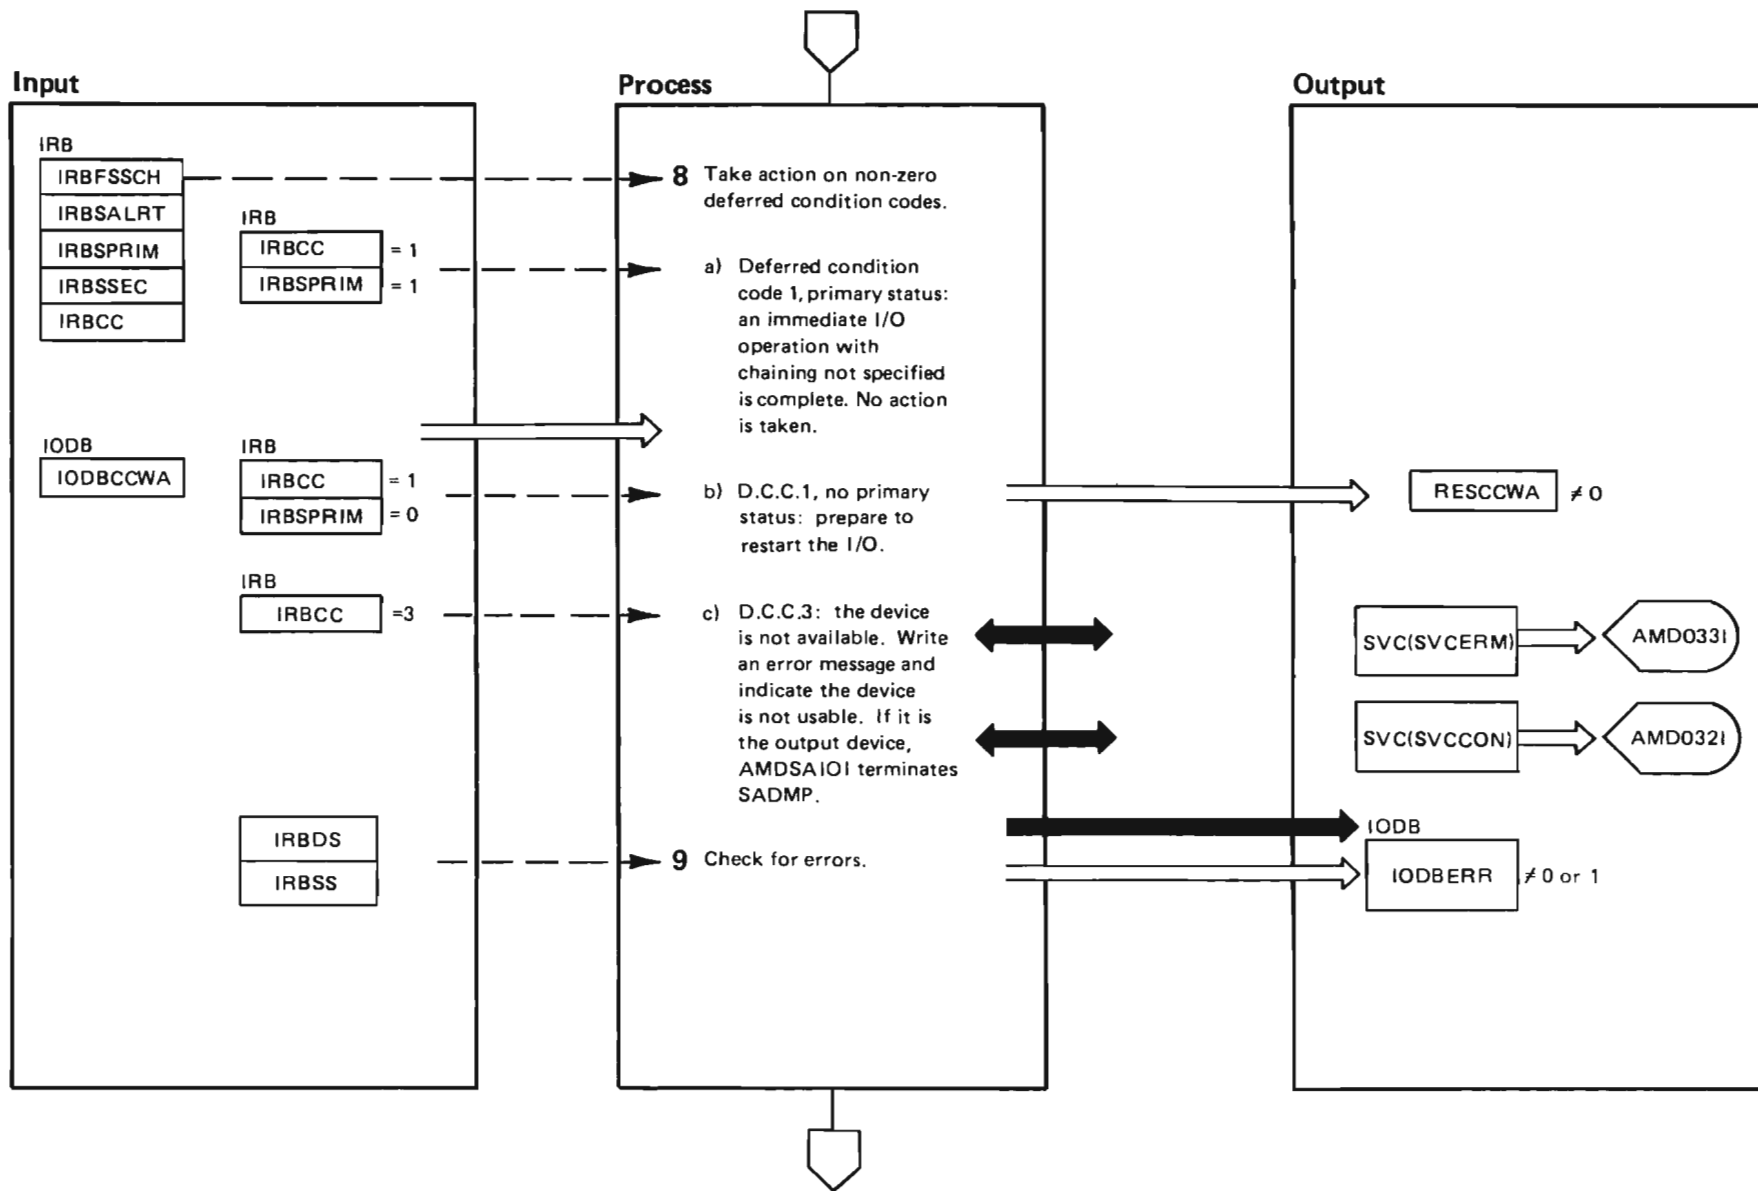 Input
IRB
IRBFSSCH
IRBSALRT
IRBSPRIM
IRBSSEC
IRBCC
IRB
IRBCC = 1
IRBSPRIM = 1
IODB
IODBCCWA
IRB
IRBCC = 1
IRBSPRIM = 0
IRB
IRBCC =3
IRBDS
IRBSS
Process
8 Take action on non-zero
deferred condition codes.
a) Deferred condition
code 1, primary status:
an immediate I/O
operation with
chaining not specified
is complete. No action
is taken.
b) D.C.C.1, no primary
status: prepare to
restart the I/O.
c) D.C.C.3: the device
is not available. Write
an error message and
indicate the device
is not usable. If it is
the output device,
AMDSAIOI terminates
SADMP.
9 Check for errors.
Output
RESCCWA ≠ 0
SVC(SVCERM) AMD033I
SVC(SVCCON) AMD032I
IODB
IODBERR ≠ 0 or 1